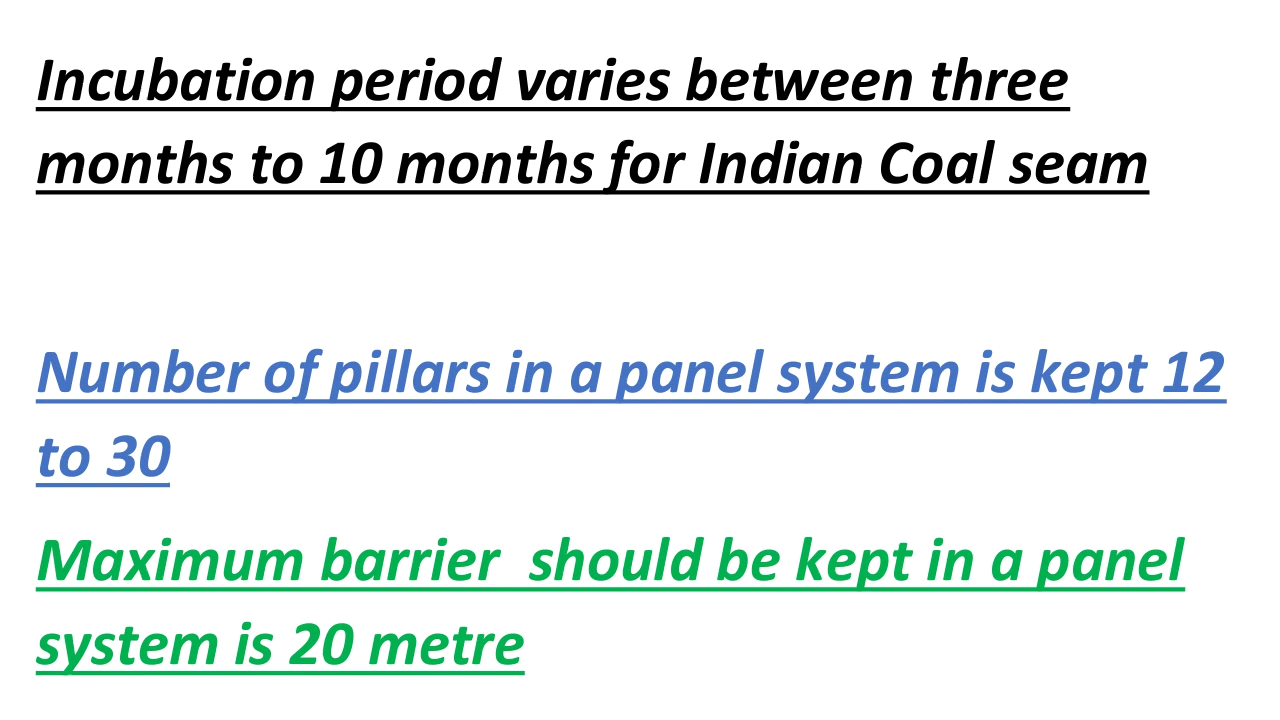 Incubation period varies between three
months to 10 months for Indian Coal seam
Number of pillars in a panel system is kept 12
to 30
Maximum barrier  should be kept in a panel
system is 20 metre